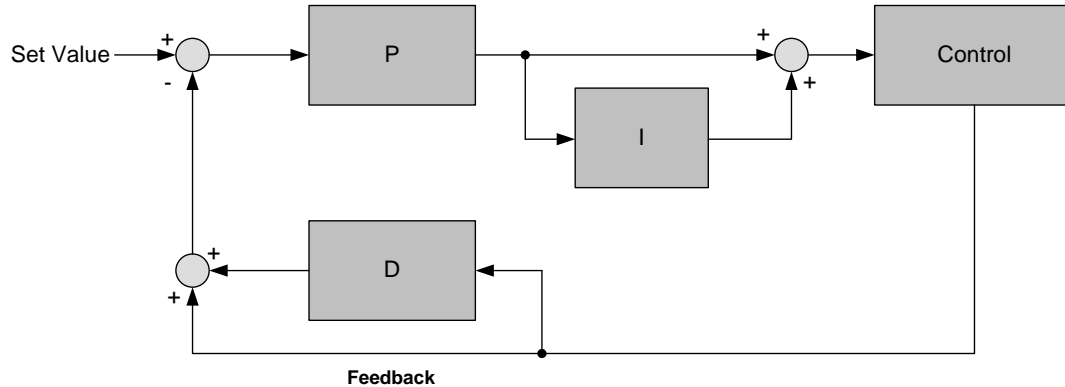 +
+
Set Value
P
Control
-
+
I
+
D
+
Feedback